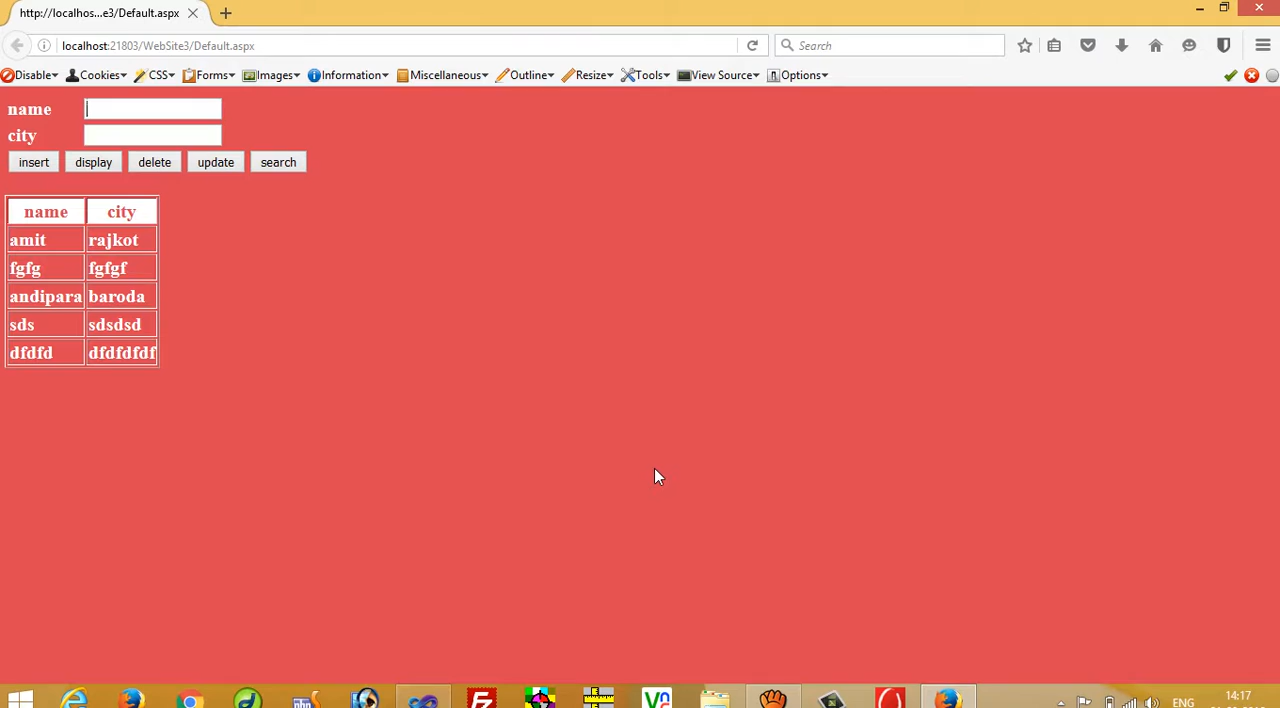 http://localhos...e3/Default.aspx
localhost:21803/WebSite3/Default.aspx
Search
Disable Cookies CSS Forms Images Information Miscellaneous Outline Resize Tools View Source Options
name
city
insert display delete update search
name city
amit rajkot
fgfg fgfgf
andipara baroda
sds sdsdsd
dfdfd dfdfdfdf
ENG
14:17